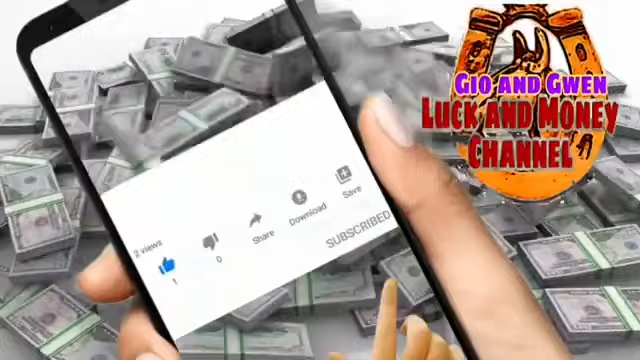 Gio and Gwen
Luck and Money
Channel
2 views
1
0
Share
Download
Save
SUBSCRIBED